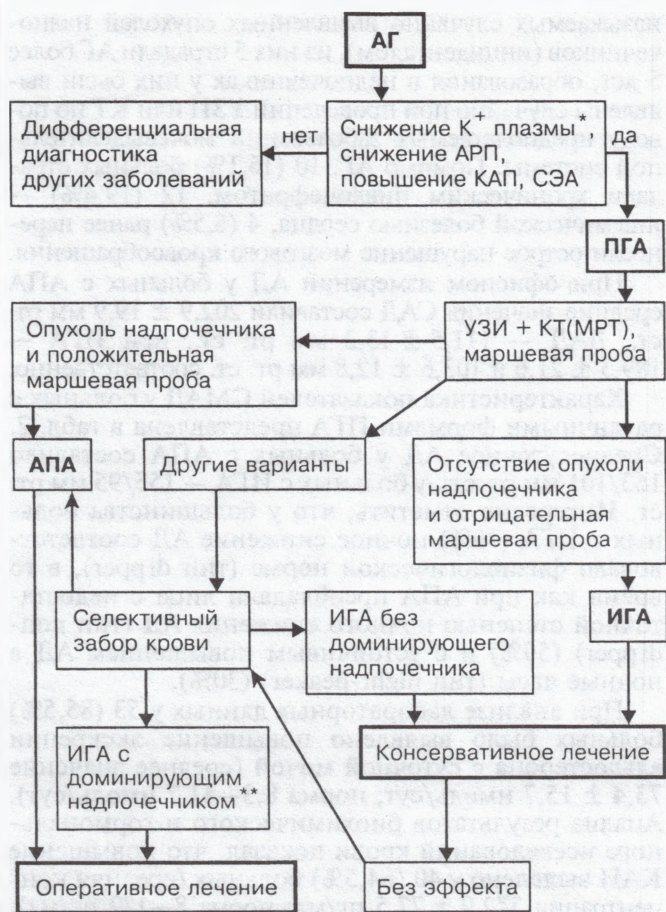 АГ
Дифференциальная
диагностика
других заболеваний
нет
Снижение К⁺ плазмы*,
снижение АРП,
повышение КАП, СЭА
да
ПГА
Опухоль надпочечника
и положительная
маршевая проба
УЗИ + КТ(МРТ),
маршевая проба
АПА
Другие варианты
Отсутствие опухоли
надпочечника
и отрицательная
маршевая проба
Селективный
забор крови
ИГА без
доминирующего
надпочечника
ИГА
ИГА с
доминирующим
надпочечником**
Консервативное лечение
Оперативное лечение
Без эффекта